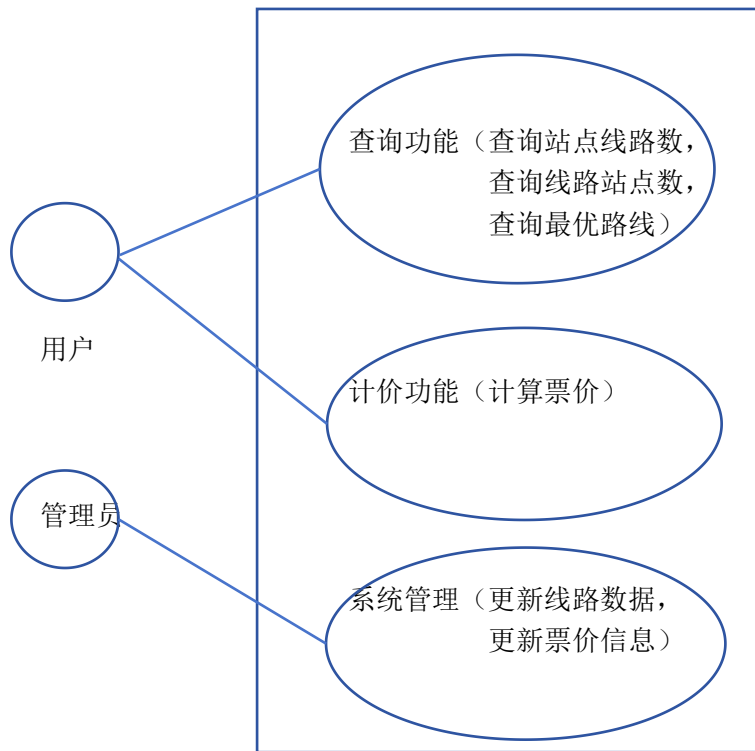 查询功能（查询站点线路数，
查询线路站点数，
查询最优路线）
用户
计价功能（计算票价）
管理员
系统管理（更新线路数据，
更新票价信息）